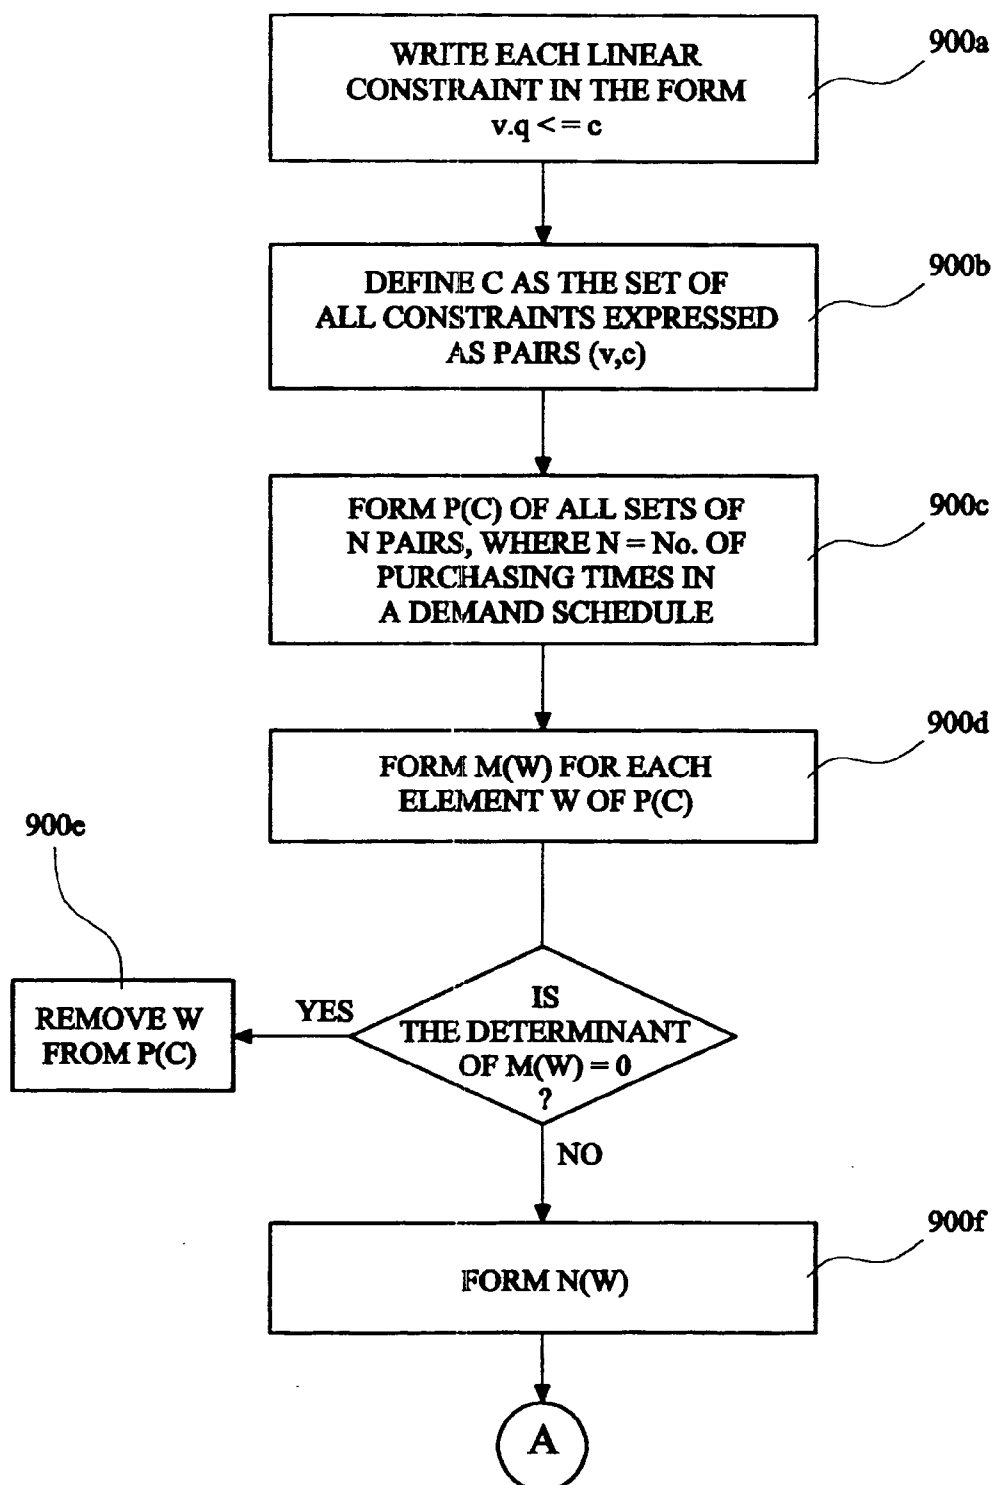 WRITE EACH LINEAR
CONSTRAINT IN THE FORM
v.q < = c
900a
DEFINE C AS THE SET OF
ALL CONSTRAINTS EXPRESSED
AS PAIRS (v,c)
900b
FORM P(C) OF ALL SETS OF
N PAIRS, WHERE N = No. OF
PURCHASING TIMES IN
A DEMAND SCHEDULE
900c
FORM M(W) FOR EACH
ELEMENT W OF P(C)
900d
900e
REMOVE W
FROM P(C)
YES
IS
THE DETERMINANT
OF M(W) = 0
?
NO
FORM N(W)
900f
A